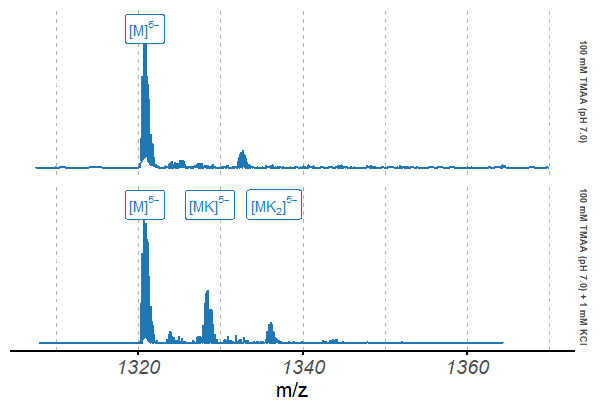 [M]⁵⁻
100 mM TMAA (pH 7.0)
[M]⁵⁻ [MK]⁵⁻ [MK₂]⁵⁻
100 mM TMAA (pH 7.0) + 1 mM KCl
1320 1340 1360
m/z